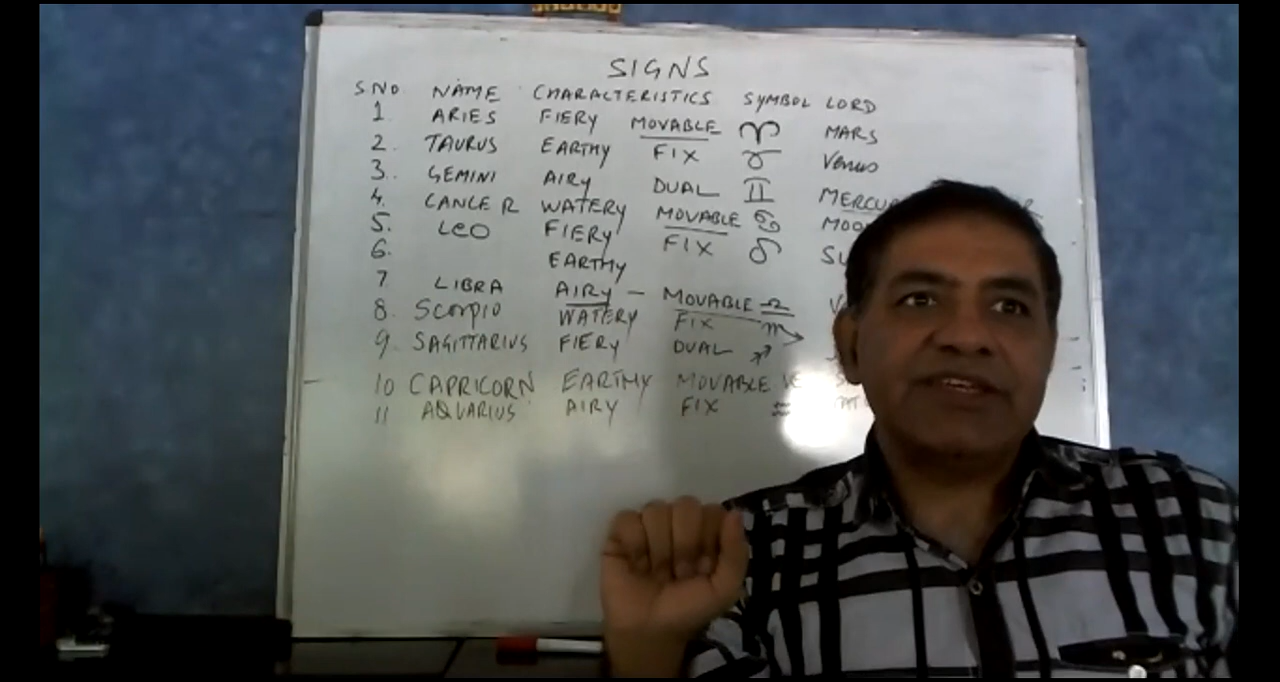 SIGNS
S NO NAME CHARACTERISTICS SYMBOL LORD
1. ARIES FIERY MOVABLE ♈ MARS
2. TAURUS EARTHY FIX ♉ Venus
3. GEMINI AIRY DUAL ♊
4. CANCER WATERY MOVABLE ♋
5. LEO FIERY FIX ♌
6. EARTHY
7 LIBRA AIRY – MOVABLE ♎
8. Scorpio WATERY FIX ♏
9. SAGITTARIUS FIERY DUAL ♐
10 CAPRICORN EARTHY MOVABLE
11 AQUARIUS AIRY FIX ♒